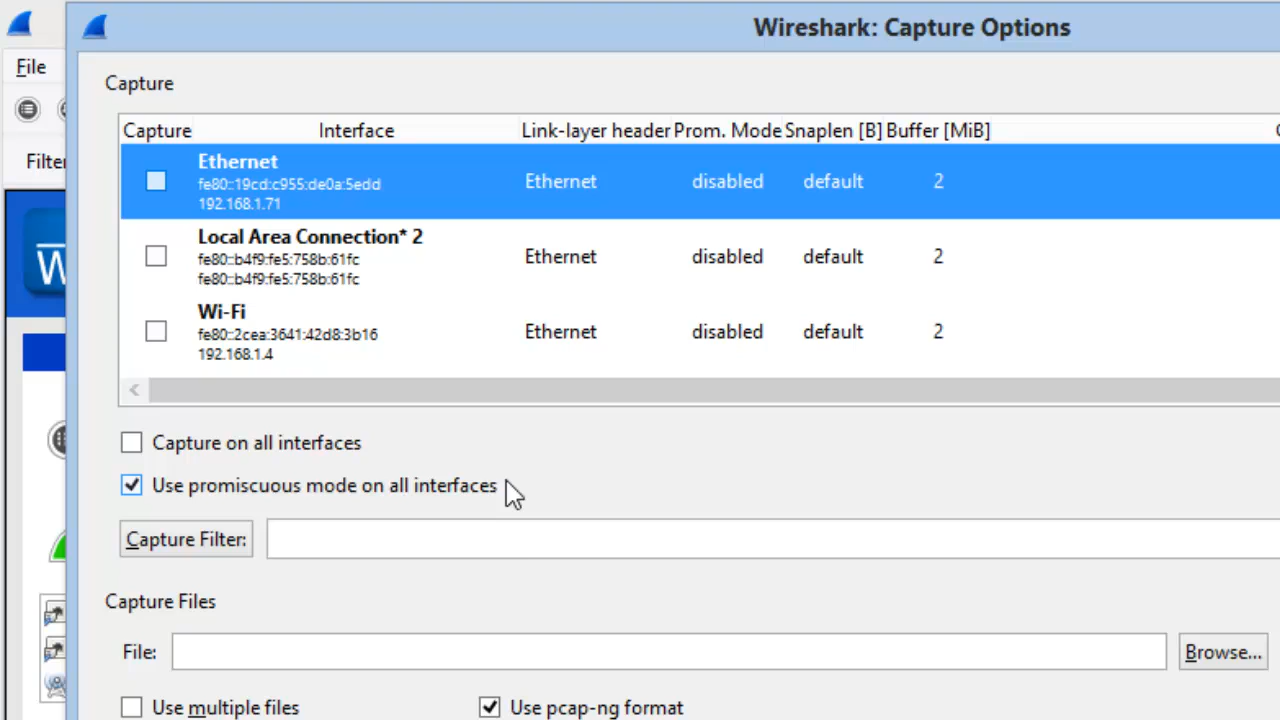 Wireshark: Capture Options
File
Capture
Filter
Capture Interface Link-layer header Prom. Mode Snaplen [B] Buffer [MiB]
Ethernet
fe80::19cd:c955:de0a:5edd
192.168.1.71
Ethernet disabled default 2
Local Area Connection* 2
fe80::b4f9:fe5:758b:61fc
fe80::b4f9:fe5:758b:61fc
Ethernet disabled default 2
Wi-Fi
fe80::2cea:3641:42d8:3b16
192.168.1.4
Ethernet disabled default 2
Capture on all interfaces
Use promiscuous mode on all interfaces
Capture Filter:
Capture Files
File:
Browse...
Use multiple files
Use pcap-ng format